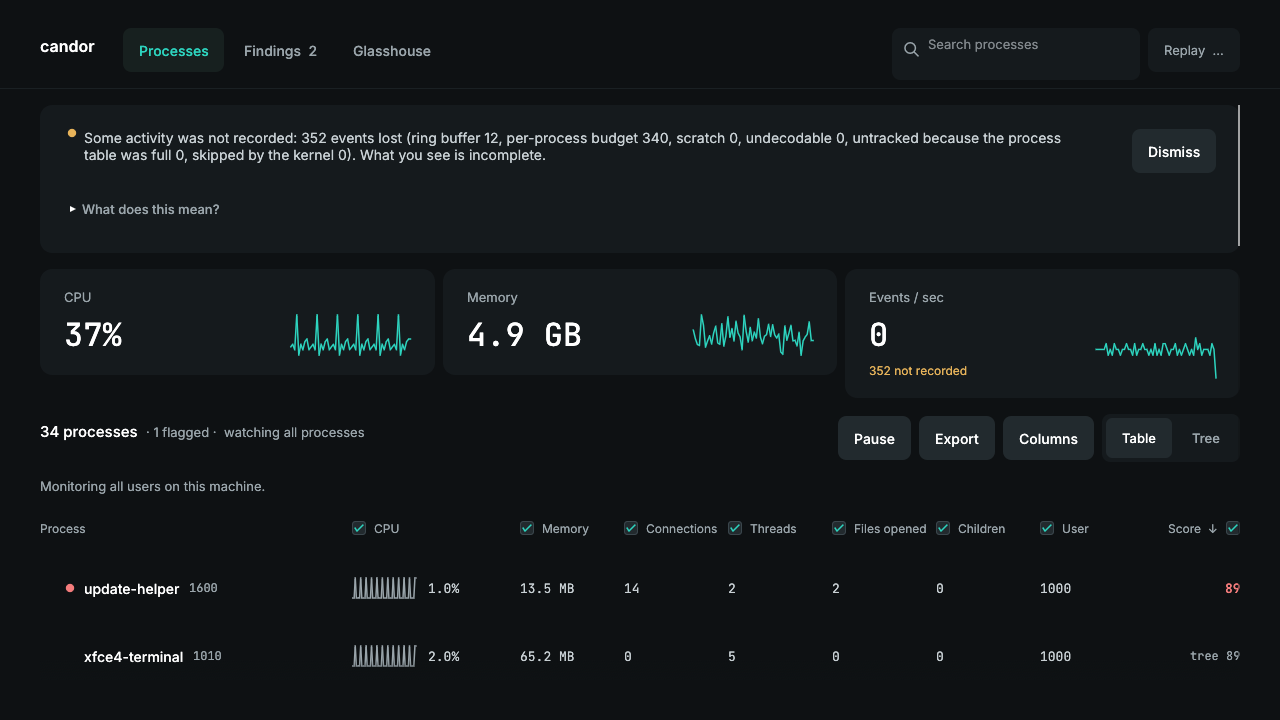 candor
Processes
Findings 2
Glasshouse
Search processes
Replay ...
Some activity was not recorded: 352 events lost (ring buffer 12, per-process budget 340, scratch 0, undecodable 0, untracked because the process
table was full 0, skipped by the kernel 0). What you see is incomplete.
Dismiss
What does this mean?
CPU
37%
Memory
4.9 GB
Events / sec
0
352 not recorded
34 processes · 1 flagged · watching all processes
Pause
Export
Columns
Table
Tree
Monitoring all users on this machine.
Process CPU Memory Connections Threads Files opened Children User Score ↓
update-helper 1600 1.0% 13.5 MB 14 2 2 0 1000 89
xfce4-terminal 1010 2.0% 65.2 MB 0 5 0 0 1000 tree 89